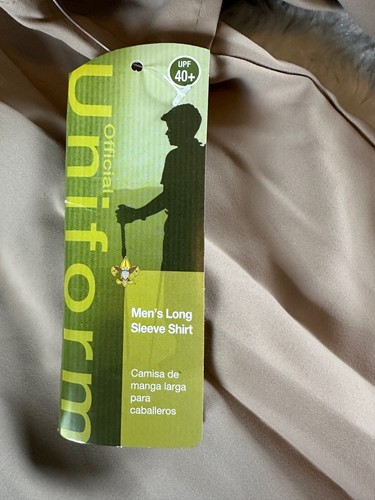 UPF
40+
Official
Uniform
Men's Long
Sleeve Shirt
Camisa de
manga larga
para
caballeros